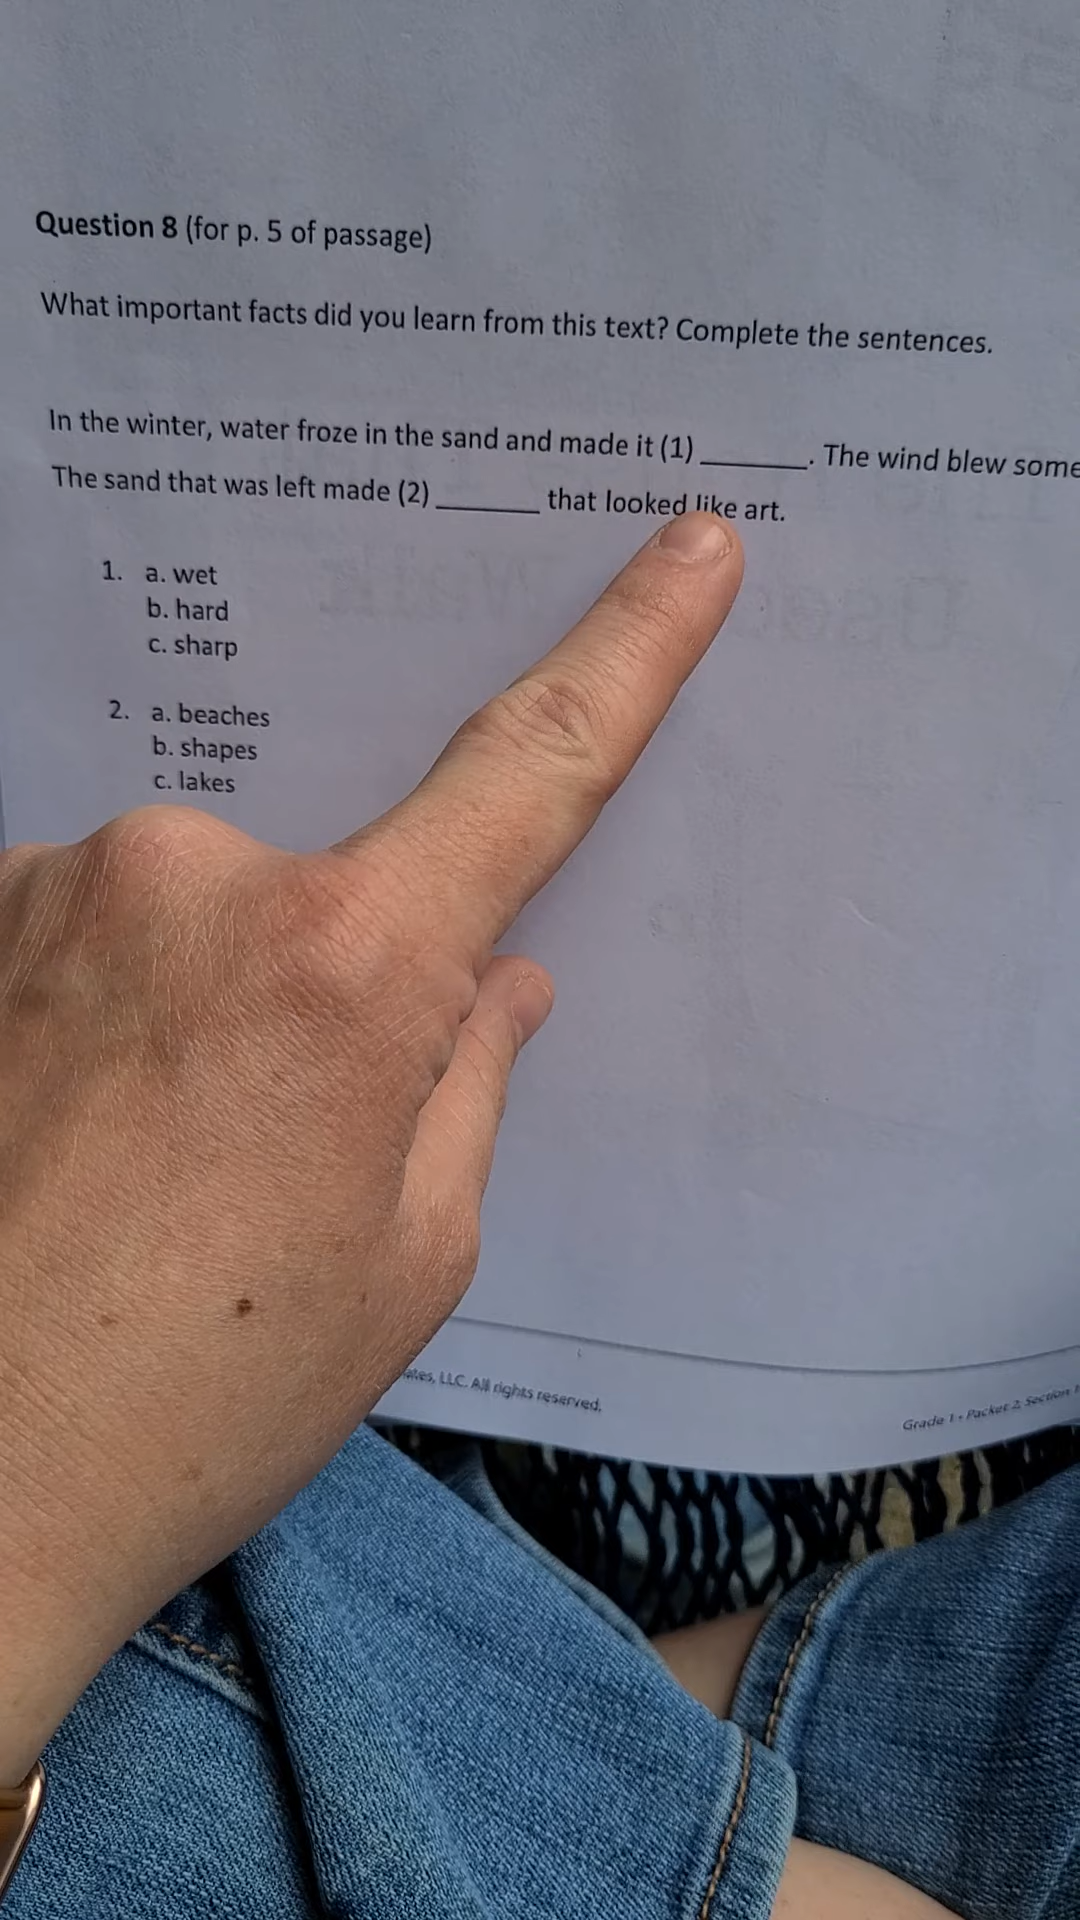 Question 8 (for p. 5 of passage)
What important facts did you learn from this text? Complete the sentences.
In the winter, water froze in the sand and made it (1) _______. The wind blew some
The sand that was left made (2) _______ that looked like art.
1. a. wet
b. hard
c. sharp
2. a. beaches
b. shapes
c. lakes
LLC. All rights reserved.
Grade 1 • Packet 2, Section